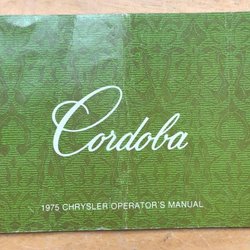 Cordoba
1975 CHRYSLER OPERATOR'S MANUAL